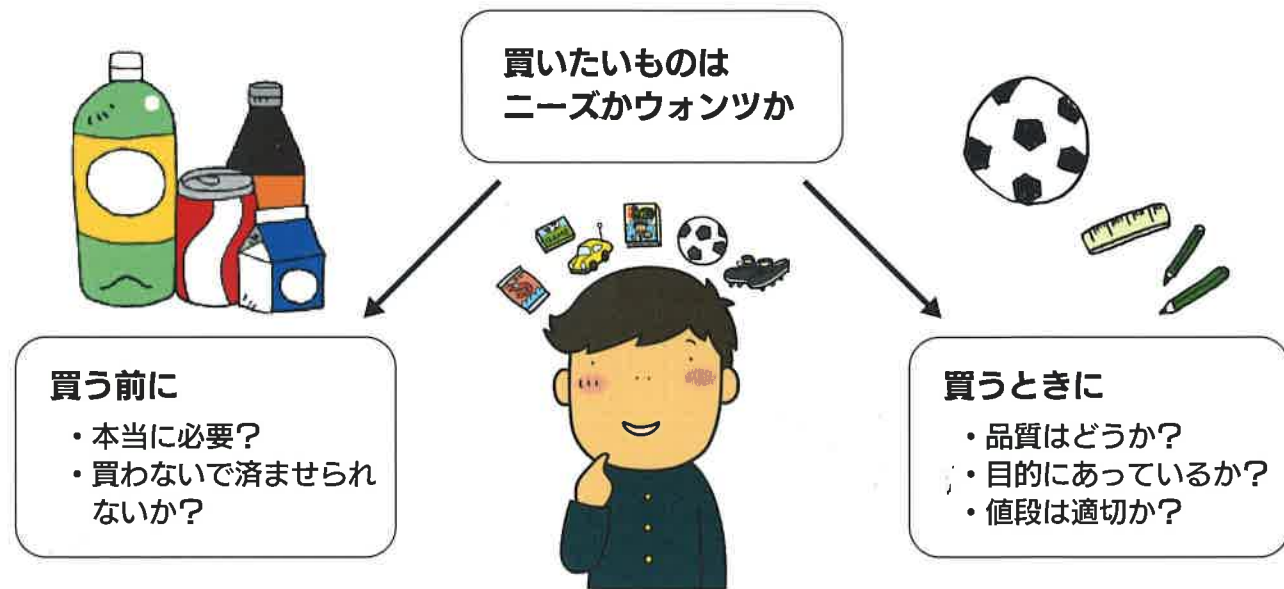 買いたいものは
ニーズかウォンツか
買う前に
・本当に必要?
・買わないで済ませられ
ないか?
買うときに
・品質はどうか?
・目的にあっているか?
・値段は適切か?